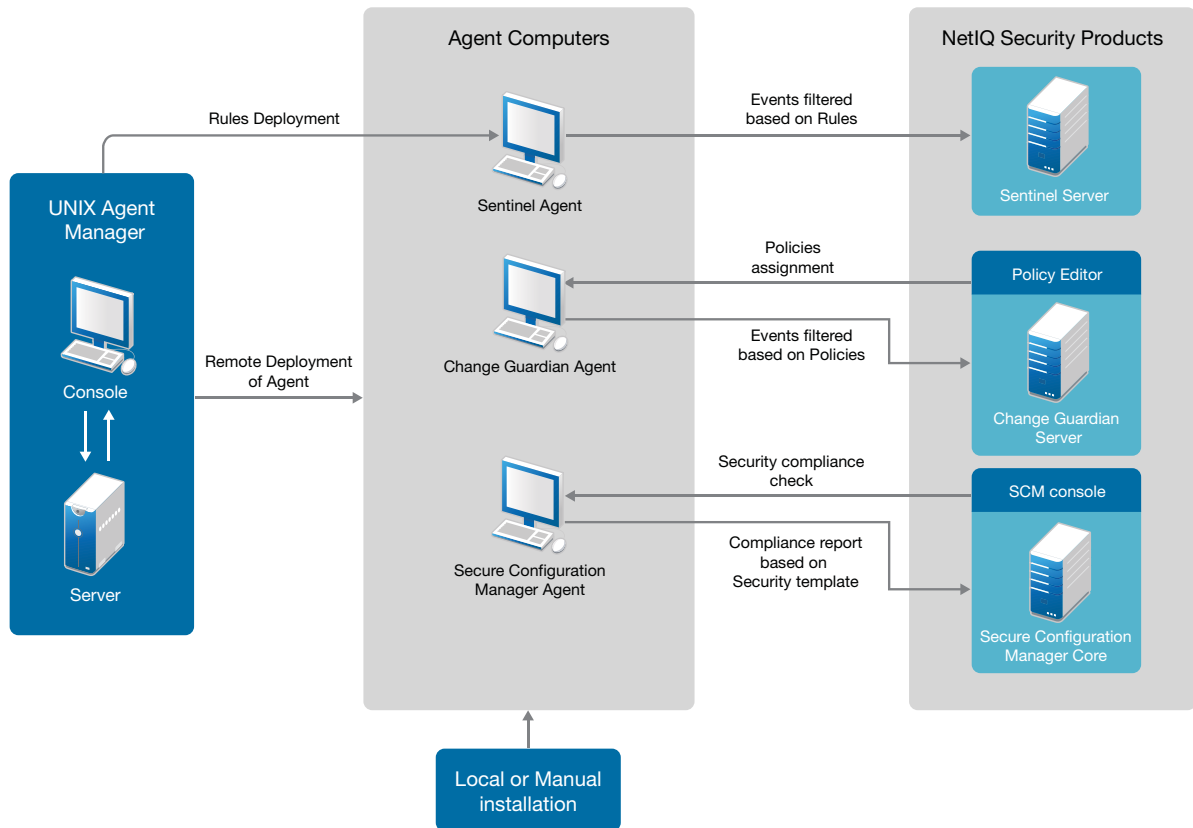 Agent Computers
NetIQ Security Products
Rules Deployment
Events filtered
based on Rules
Sentinel Agent
Sentinel Server
UNIX Agent
Manager
Console
Server
Remote Deployment
of Agent
Policies
assignment
Policy Editor
Change Guardian Agent
Events filtered
based on Policies
Change Guardian
Server
Security compliance
check
SCM console
Secure Configuration
Manager Agent
Compliance report
based on
Security template
Secure Configuration
Manager Core
Local or Manual
installation